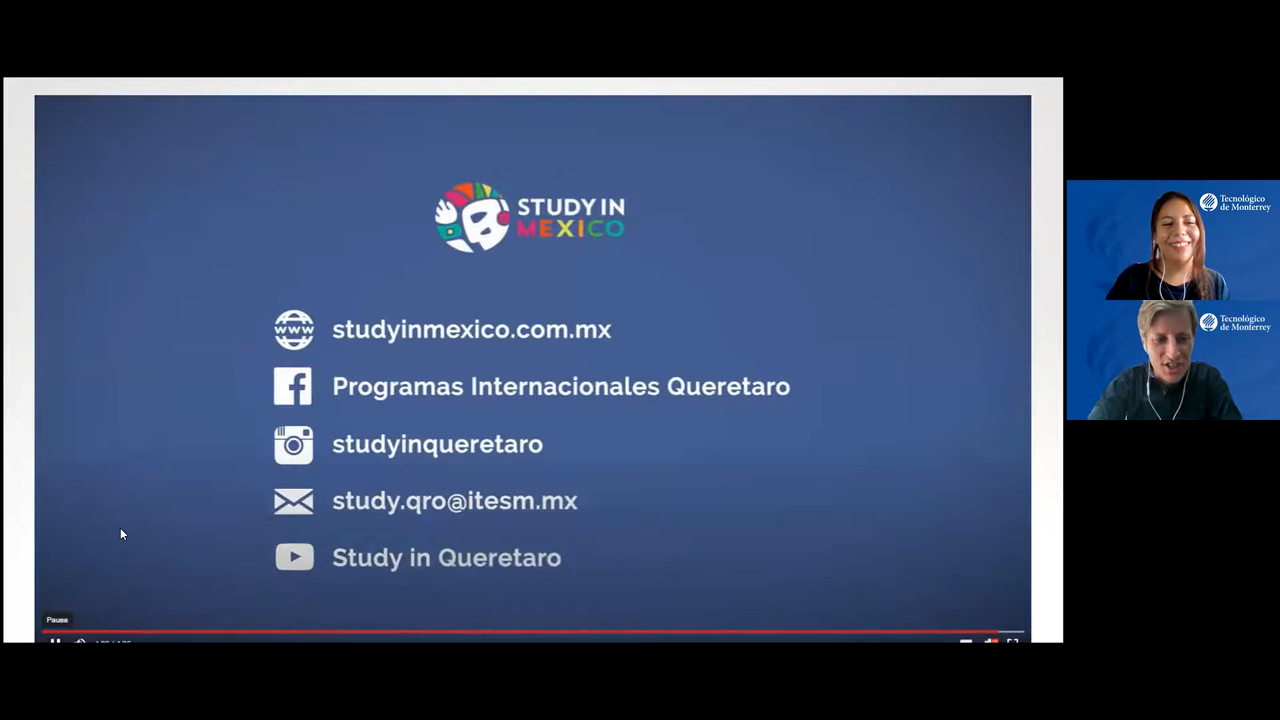 STUDY IN
MEXICO
www
studyinmexico.com.mx
Programas Internacionales Queretaro
studyinqueretaro
study.qro@itesm.mx
Study in Queretaro
Pausa
Tecnológico
de Monterrey
Tecnológico
de Monterrey